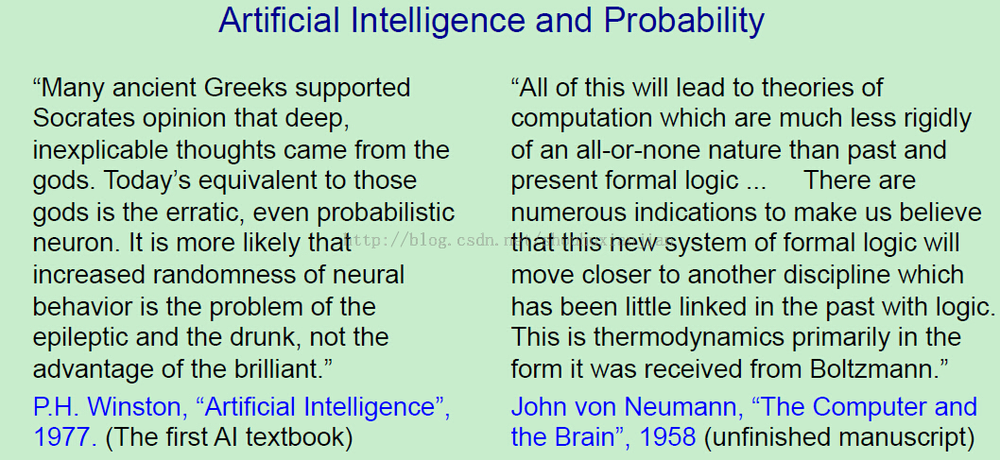 Artificial Intelligence and Probability
“Many ancient Greeks supported
Socrates opinion that deep,
inexplicable thoughts came from the
gods. Today’s equivalent to those
gods is the erratic, even probabilistic
neuron. It is more likely that
increased randomness of neural
behavior is the problem of the
epileptic and the drunk, not the
advantage of the brilliant.”
P.H. Winston, “Artificial Intelligence”,
1977. (The first AI textbook)
“All of this will lead to theories of
computation which are much less rigidly
of an all-or-none nature than past and
present formal logic ... There are
numerous indications to make us believe
that this new system of formal logic will
move closer to another discipline which
has been little linked in the past with logic.
This is thermodynamics primarily in the
form it was received from Boltzmann.”
John von Neumann, “The Computer and
the Brain”, 1958 (unfinished manuscript)